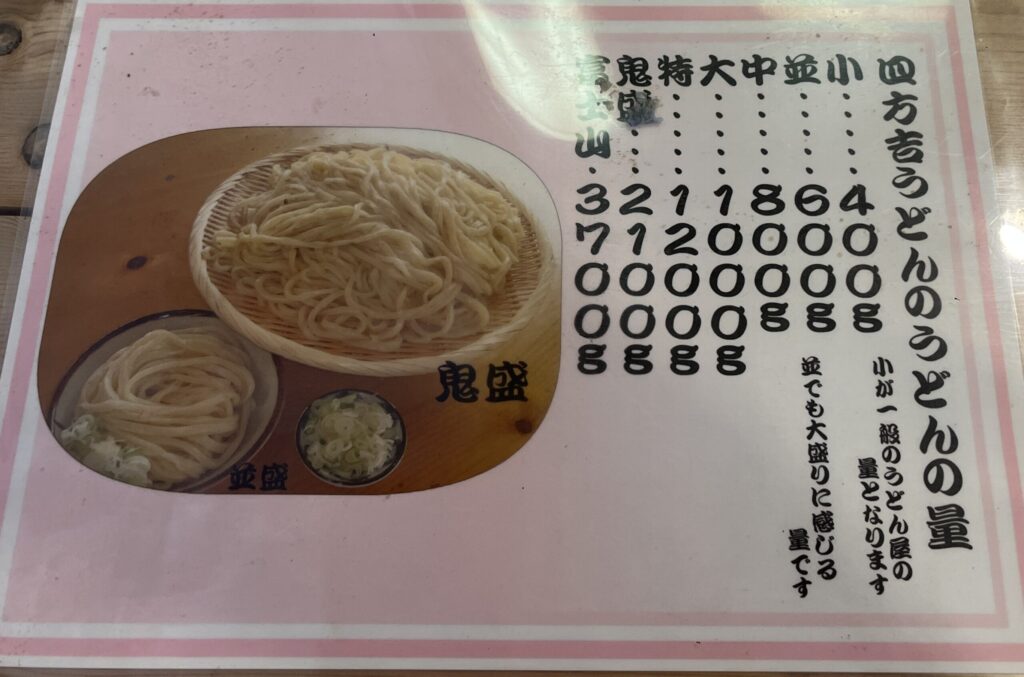 四方吉うどんのうどんの量
小・・・・・400g
小が一般のうどん屋の
量となります
並・・・・・600g
並でも大盛りに感じる
量です
中・・・・・800g
大・・・・・1000g
特・・・・・1200g
鬼盛・・・2100g
富士山・3700g
鬼盛
並盛